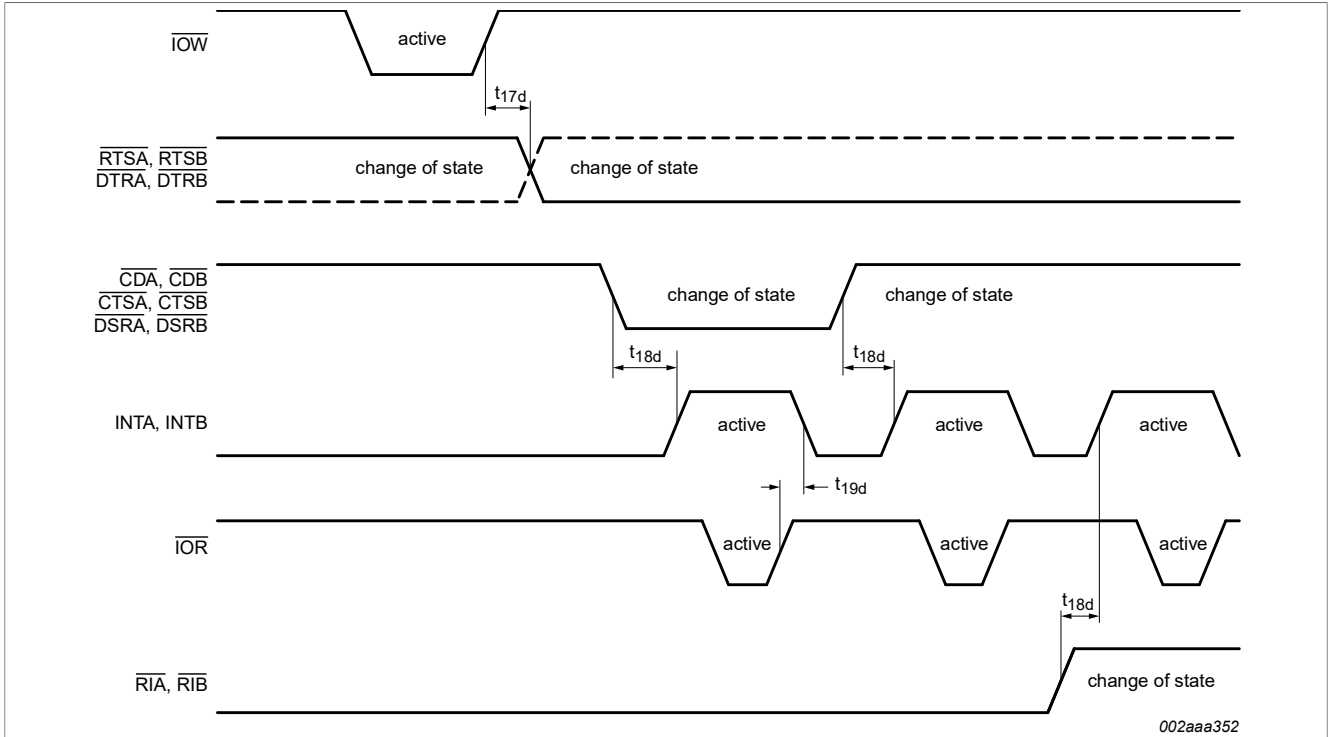 IOW
active
t17d
RTSA, RTSB
DTRA, DTRB
change of state
change of state
CDA, CDB
CTSA, CTSB
DSRA, DSRB
change of state
change of state
t18d
t18d
INTA, INTB
active
active
active
t19d
IOR
active
active
active
t18d
RIA, RIB
change of state
002aaa352